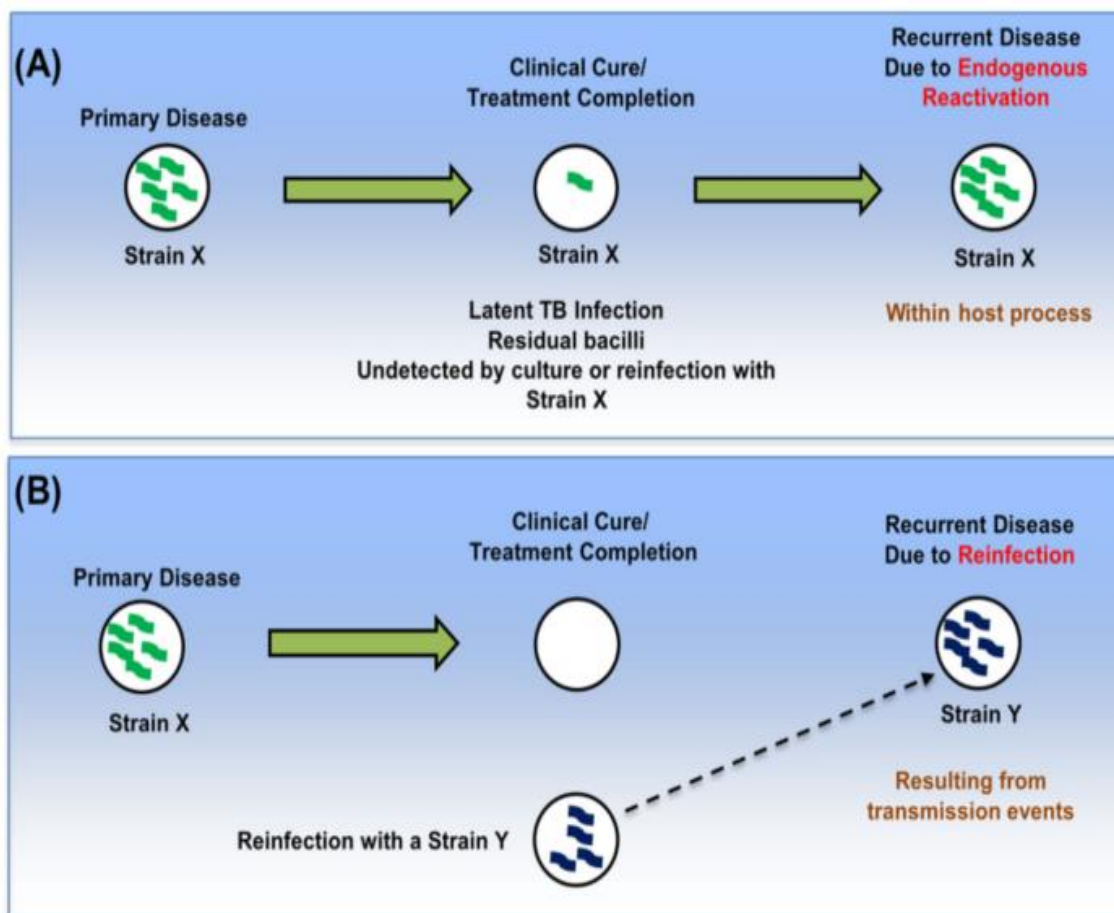 (A)
Primary Disease
Strain X
Clinical Cure/
Treatment Completion
Strain X
Latent TB Infection
Residual bacilli
Undetected by culture or reinfection with
Strain X
Recurrent Disease
Due to Endogenous
Reactivation
Strain X
Within host process
(B)
Primary Disease
Strain X
Clinical Cure/
Treatment Completion
Reinfection with a Strain Y
Recurrent Disease
Due to Reinfection
Strain Y
Resulting from
transmission events